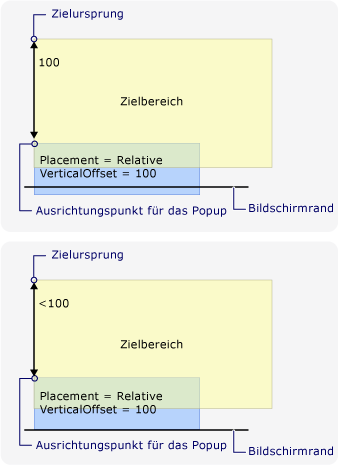 Zielursprung
100
Zielbereich
Placement = Relative
VerticalOffset = 100
Ausrichtungspunkt für das Popup
Bildschirmrand
Zielursprung
<100
Zielbereich
Placement = Relative
VerticalOffset = 100
Ausrichtungspunkt für das Popup
Bildschirmrand